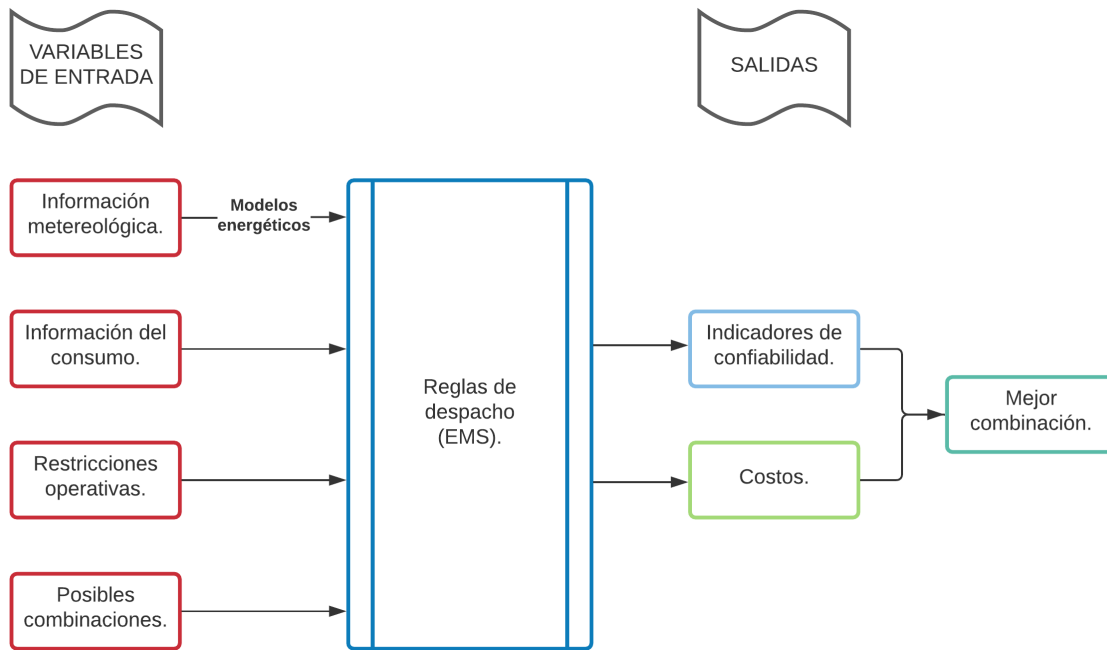 VARIABLES
DE ENTRADA
SALIDAS
Información
metereológica.
Modelos
energéticos
Información del
consumo.
Restricciones
operativas.
Posibles
combinaciones.
Reglas de
despacho
(EMS).
Indicadores de
confiabilidad.
Costos.
Mejor
combinación.